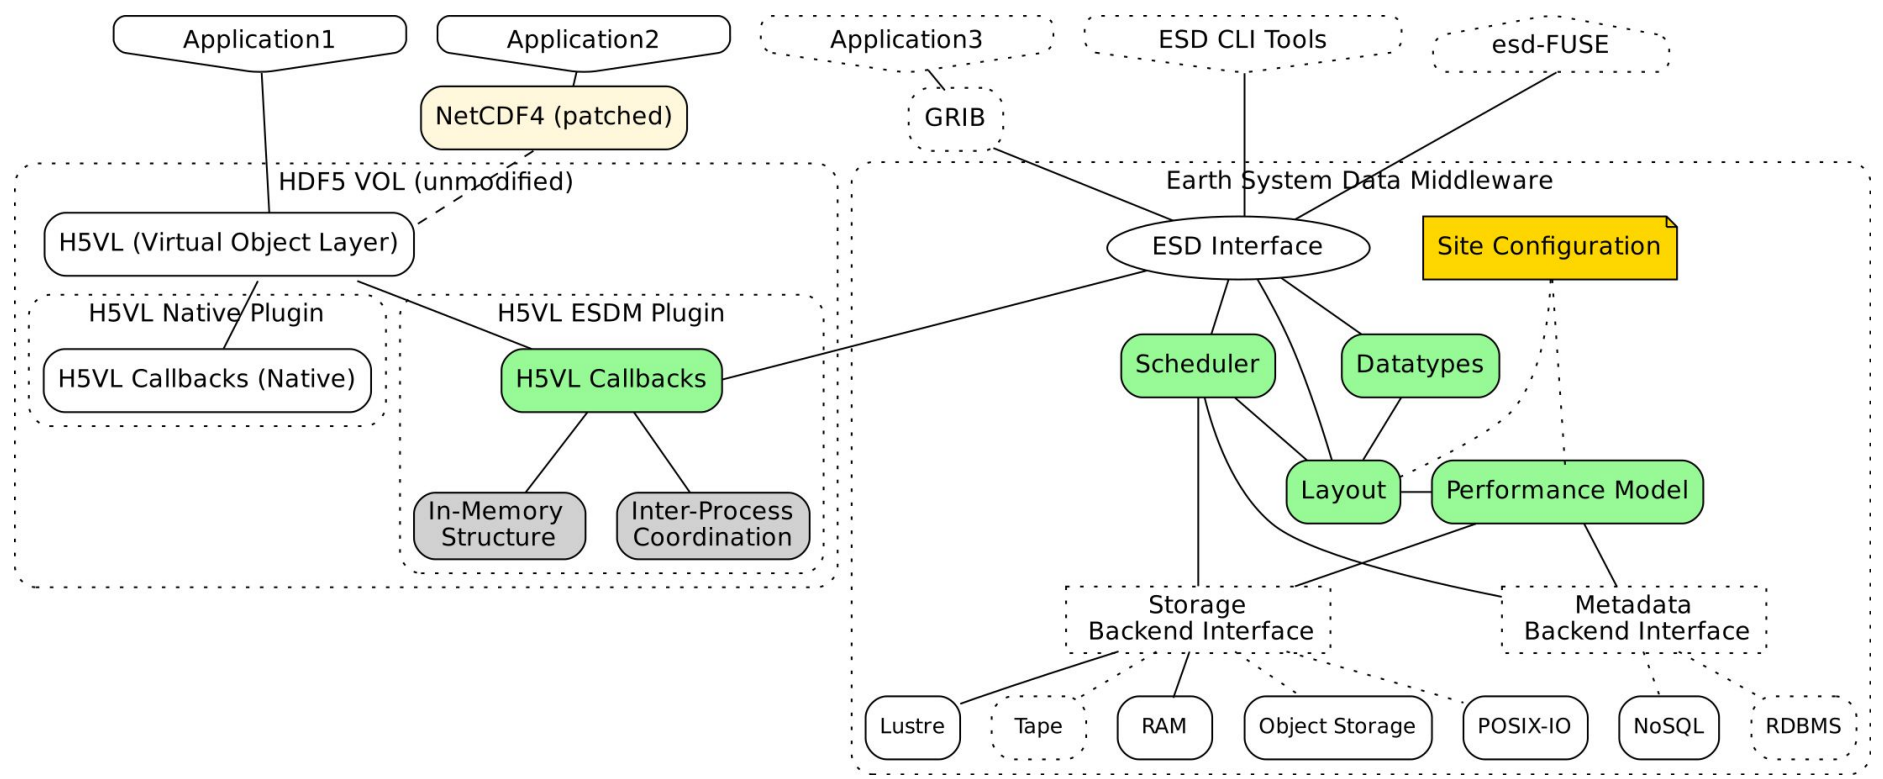 Application1
Application2
Application3
ESD CLI Tools
esd-FUSE
NetCDF4 (patched)
GRIB
HDF5 VOL (unmodified)
Earth System Data Middleware
H5VL (Virtual Object Layer)
ESD Interface
Site Configuration
H5VL Native Plugin
H5VL ESDM Plugin
H5VL Callbacks (Native)
H5VL Callbacks
Scheduler
Datatypes
In-Memory
Structure
Inter-Process
Coordination
Layout
Performance Model
Storage
Backend Interface
Metadata
Backend Interface
Lustre
Tape
RAM
Object Storage
POSIX-IO
NoSQL
RDBMS